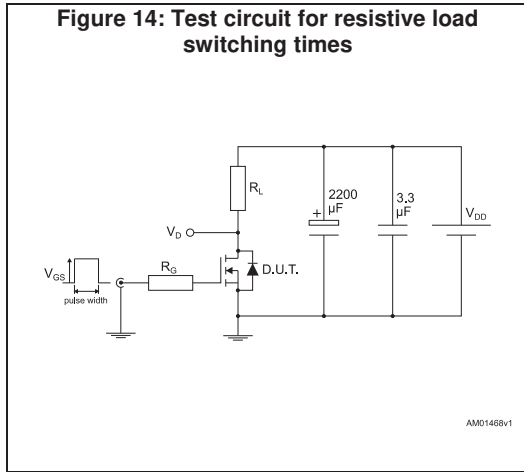 Figure 14: Test circuit for resistive load
switching times
R_L
2200
µF
+
3.3
µF
V_DD
V_D
V_GS
R_G
D.U.T.
pulse width
AM01468v1